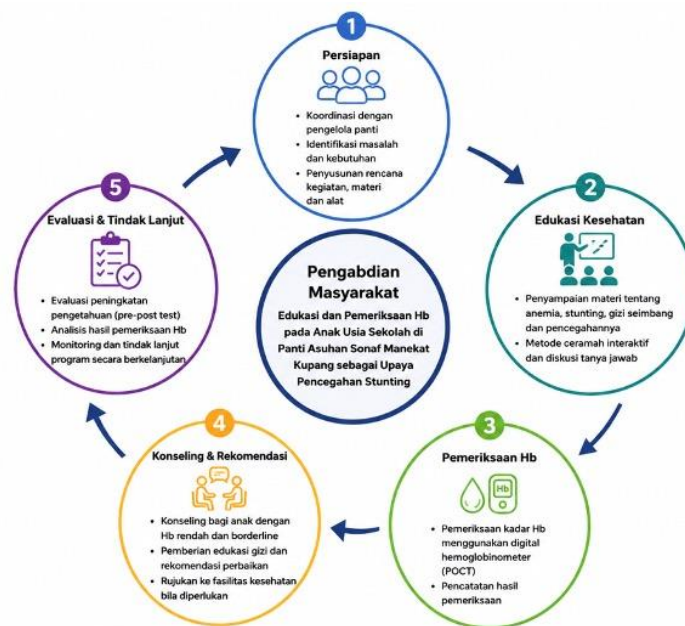 1
Persiapan
• Koordinasi dengan
pengelola panti
• Identifikasi masalah
dan kebutuhan
• Penyusunan rencana
kegiatan, materi
dan alat
2
Edukasi Kesehatan
• Penyampaian materi tentang
anemia, stunting, gizi seimbang
dan pencegahannya
• Metode ceramah interaktif
dan diskusi tanya jawab
3
Pemeriksaan Hb
Hb
• Pemeriksaan kadar Hb
menggunakan digital
hemoglobinometer
(POCT)
• Pencatatan hasil
pemeriksaan
4
Konseling & Rekomendasi
• Konseling bagi anak dengan
Hb rendah dan borderline
• Pemberian edukasi gizi dan
rekomendasi perbaikan
• Rujukan ke fasilitas kesehatan
bila diperlukan
5
Evaluasi & Tindak Lanjut
• Evaluasi peningkatan
pengetahuan (pre-post test)
• Analisis hasil pemeriksaan Hb
• Monitoring dan tindak lanjut
program secara berkelanjutan
Pengabdian
Masyarakat
Edukasi dan Pemeriksaan Hb
pada Anak Usia Sekolah di
Panti Asuhan Sonaf Manekat
Kupang sebagai Upaya
Pencegahan Stunting